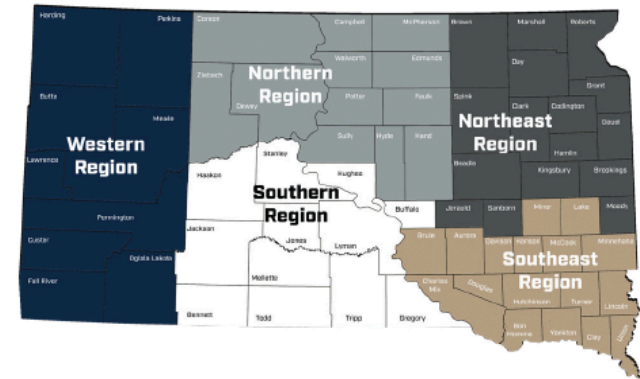 Harding
Perkins
Corson
Campbell
McPherson
Brown
Marshall
Roberts
Walworth
Edmunds
Day
Ziebach
Dewey
Northern
Region
Potter
Faulk
Spink
Grant
Butte
Meade
Clark
Codington
Deuel
Northeast
Region
Hamlin
Sully
Hyde
Hand
Beadle
Kingsbury
Brookings
Western
Region
Lawrence
Stanley
Haakon
Hughes
Southern
Region
Buffalo
Jerauld
Sanborn
Miner
Lake
Moody
Pennington
Jackson
Jones
Lyman
Brule
Aurora
Davison
Hanson
McCook
Minnehaha
Custer
Oglala Lakota
Southeast
Region
Fall River
Mellette
Charles
Mix
Douglas
Hutchinson
Turner
Lincoln
Bennett
Todd
Tripp
Gregory
Bon
Homme
Yankton
Clay
Union